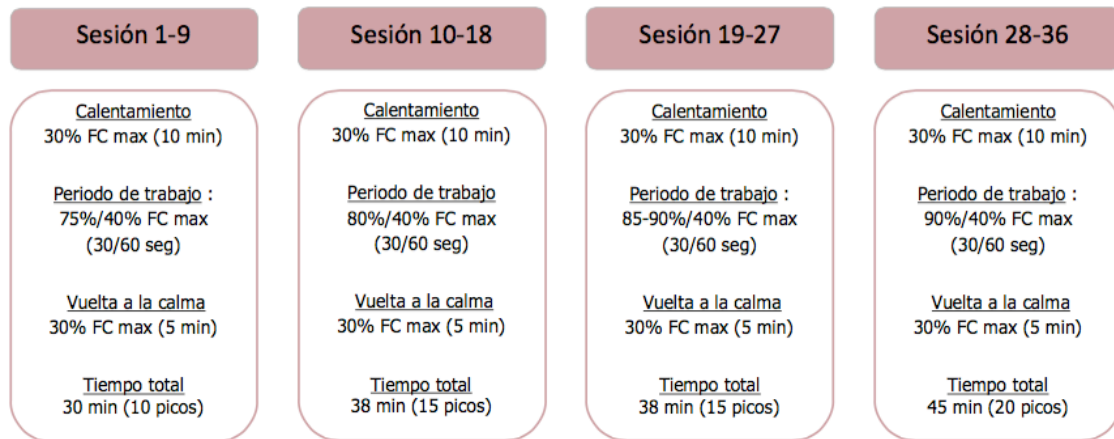 Sesión 1-9
Calentamiento
30% FC max (10 min)
Periodo de trabajo :
75%/40% FC max
(30/60 seg)
Vuelta a la calma
30% FC max (5 min)
Tiempo total
30 min (10 picos)
Sesión 10-18
Calentamiento
30% FC max (10 min)
Periodo de trabajo
80%/40% FC max
(30/60 seg)
Vuelta a la calma
30% FC max (5 min)
Tiempo total
38 min (15 picos)
Sesión 19-27
Calentamiento
30% FC max (10 min)
Periodo de trabajo :
85-90%/40% FC max
(30/60 seg)
Vuelta a la calma
30% FC max (5 min)
Tiempo total
38 min (15 picos)
Sesión 28-36
Calentamiento
30% FC max (10 min)
Periodo de trabajo :
90%/40% FC max
(30/60 seg)
Vuelta a la calma
30% FC max (5 min)
Tiempo total
45 min (20 picos)